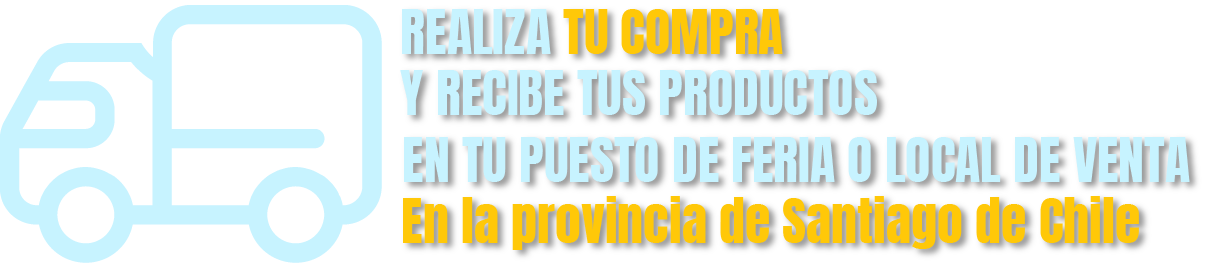 REALIZA TU COMPRA
Y RECIBE TUS PRODUCTOS
EN TU PUESTO DE FERIA O LOCAL DE VENTA
En la provincia de Santiago de Chile